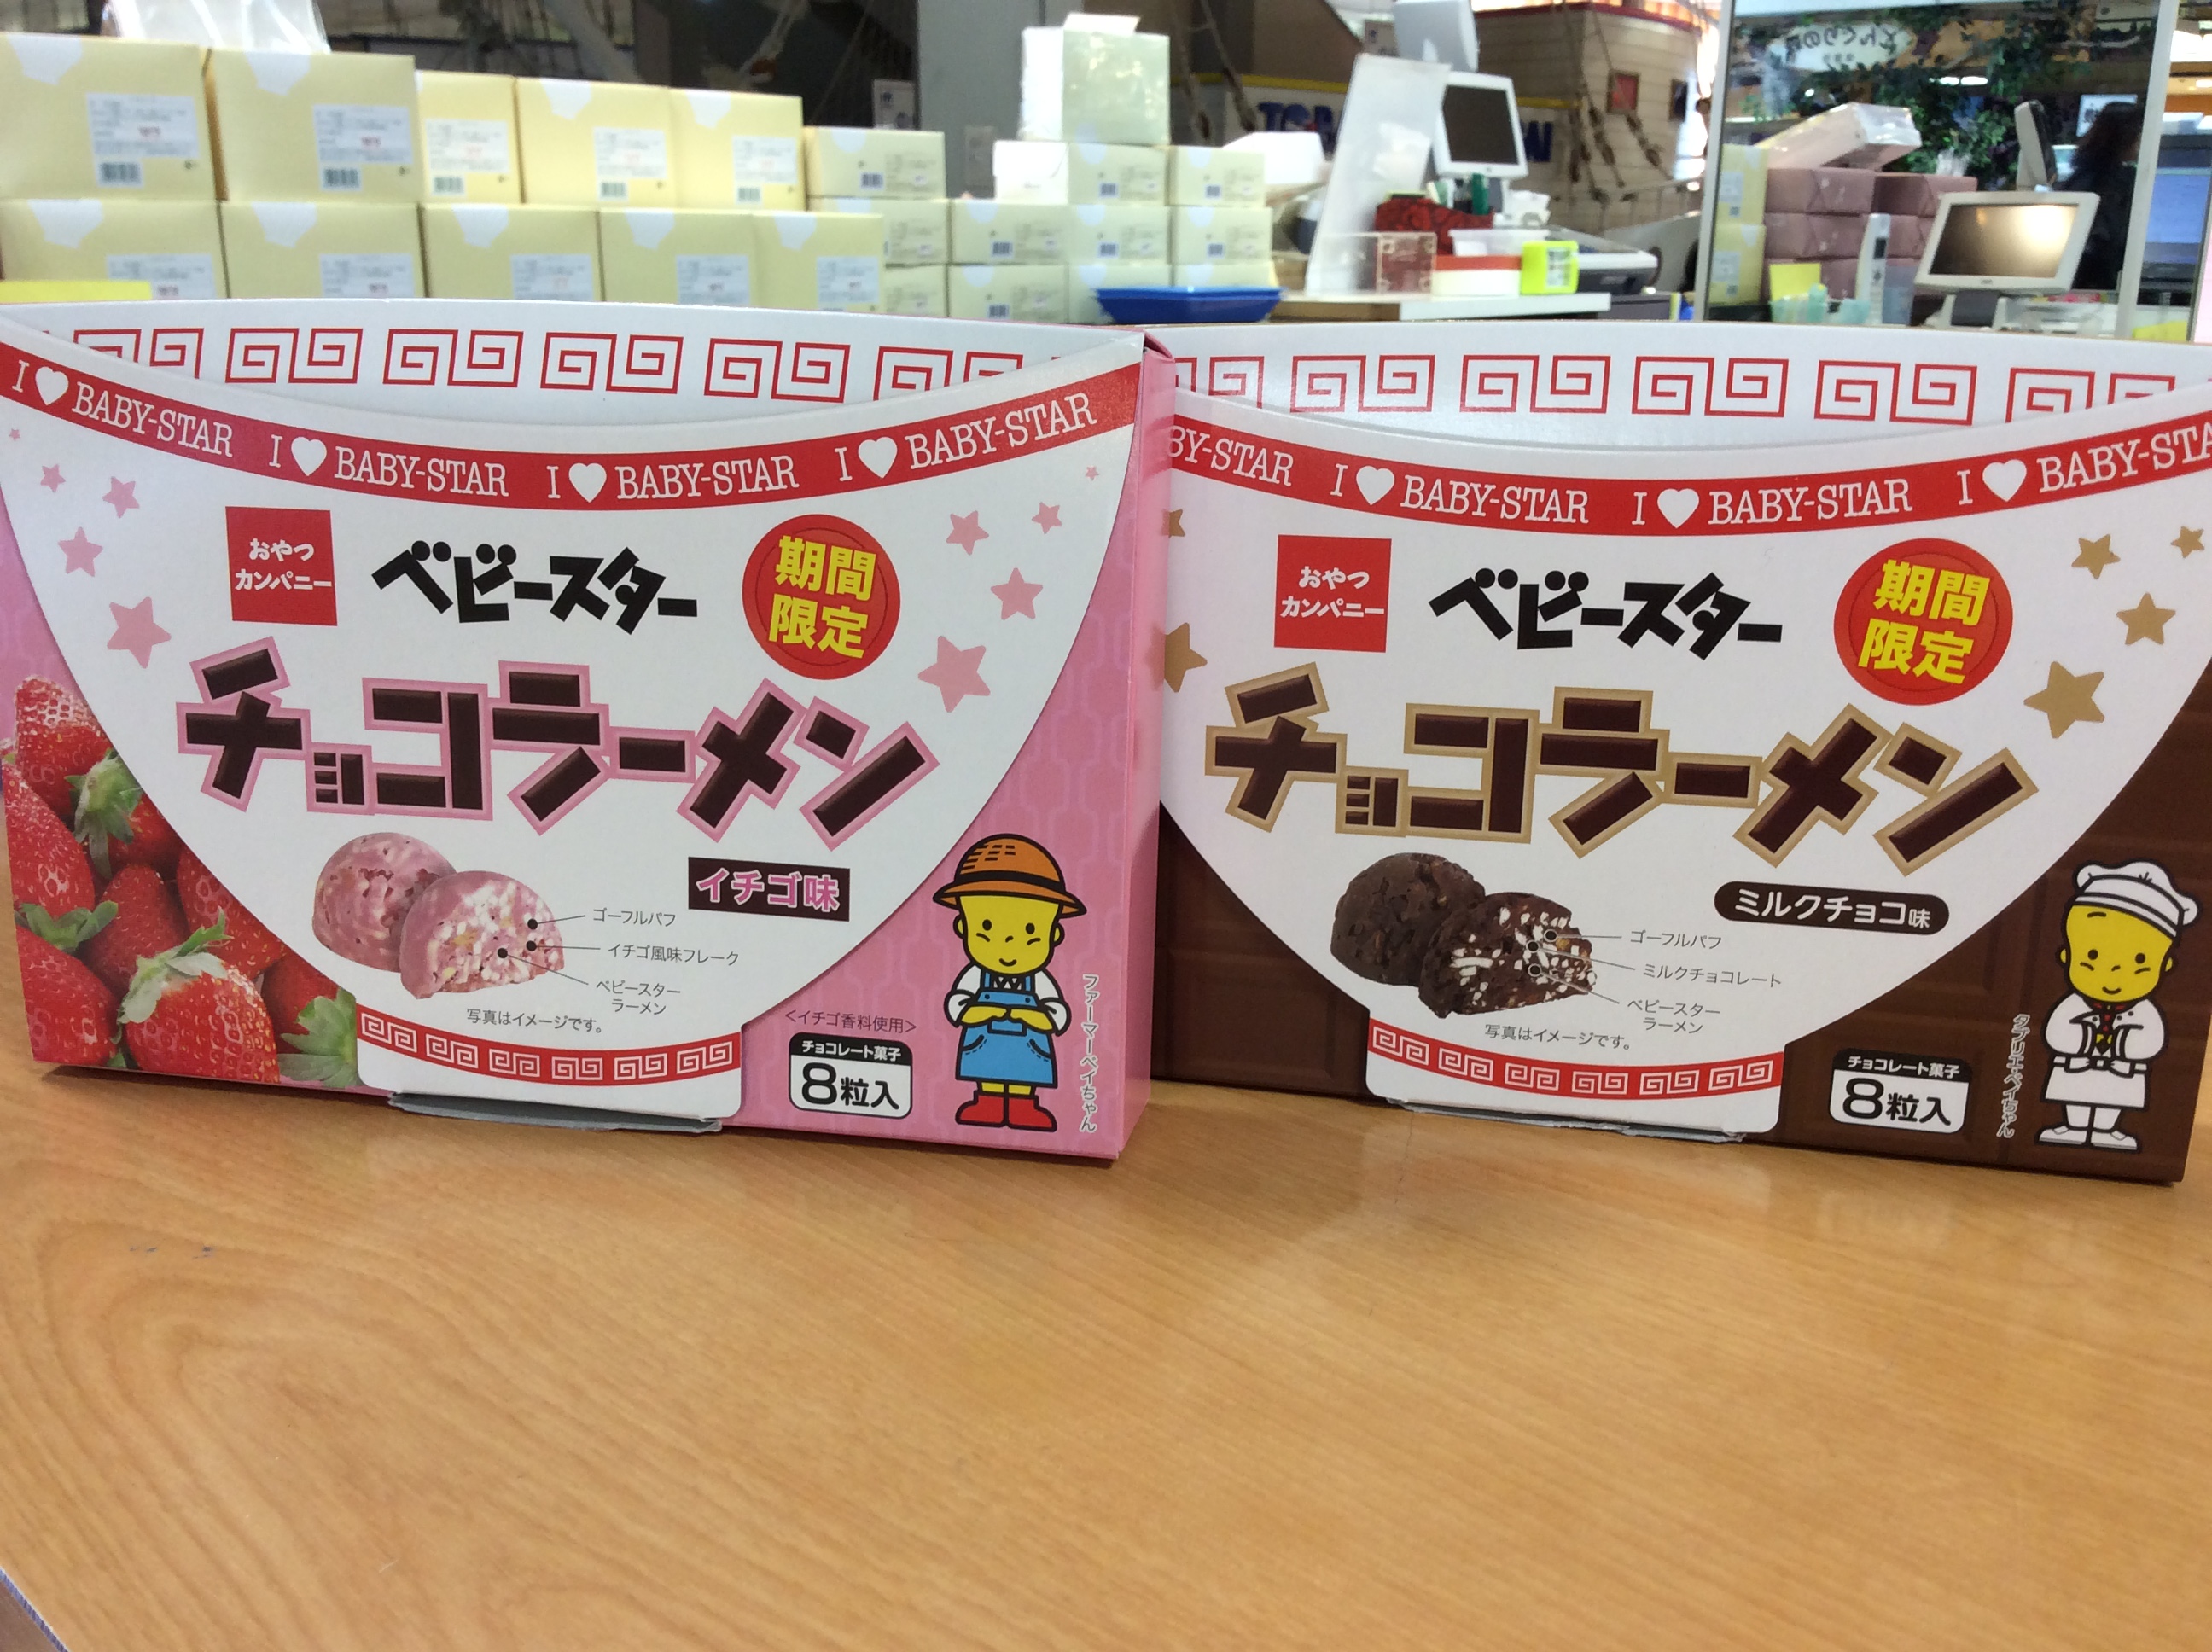 I ♥ BABY-STAR I ♥ BABY-STAR I ♥ BABY-STAR I ♥ BABY-STAR
おやつ
カンパニー
ベビースター
期間
限定
チョコラーメン
イチゴ味
ゴーフルパフ
イチゴ風味フレーク
ベビースター
ラーメン
写真はイメージです。
<イチゴ香料使用>
チョコレート菓子
8粒入
ファーマーベイちゃん
BY-STAR I ♥ BABY-STAR I ♥ BABY-STAR I ♥ BABY-STA
おやつ
カンパニー
ベビースター
期間
限定
チョコラーメン
ミルクチョコ味
ゴーフルパフ
ミルクチョコレート
ベビースター
ラーメン
写真はイメージです。
チョコレート菓子
8粒入